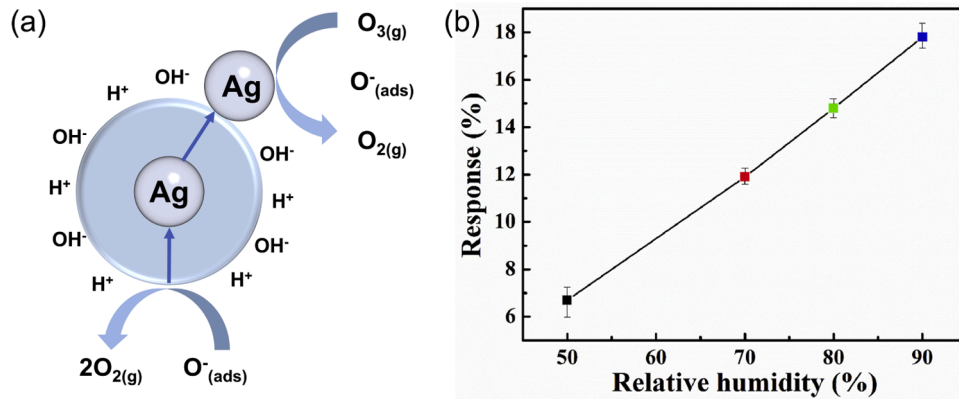 (a)
O3(g)
O-(ads)
O2(g)
Ag
Ag
OH-
H+
OH-
OH-
H+
H+
OH-
OH-
H+
H+
2O2(g)
O-(ads)
(b)
Response (%)
18
16
14
12
10
8
6
50
60
70
80
90
Relative humidity (%)